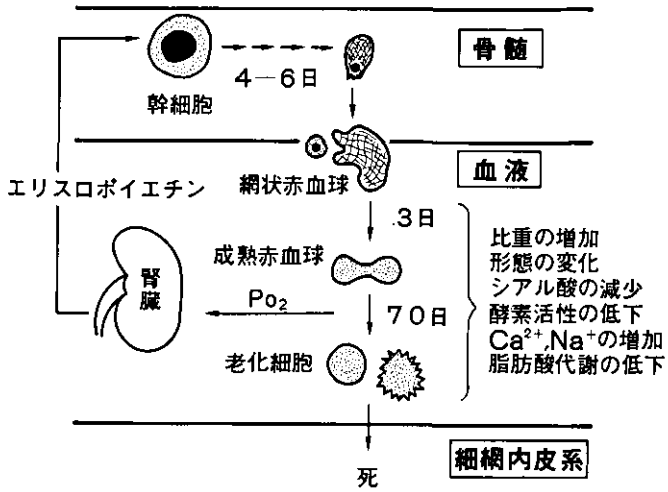 骨髄
4―6日
幹細胞
血液
エリスロポイエチン
網状赤血球
3日
成熟赤血球
腎臓
Po₂
70日
老化細胞
比重の増加
形態の変化
シアル酸の減少
酵素活性の低下
Ca²⁺,Na⁺の増加
脂肪酸代謝の低下
細網内皮系
死